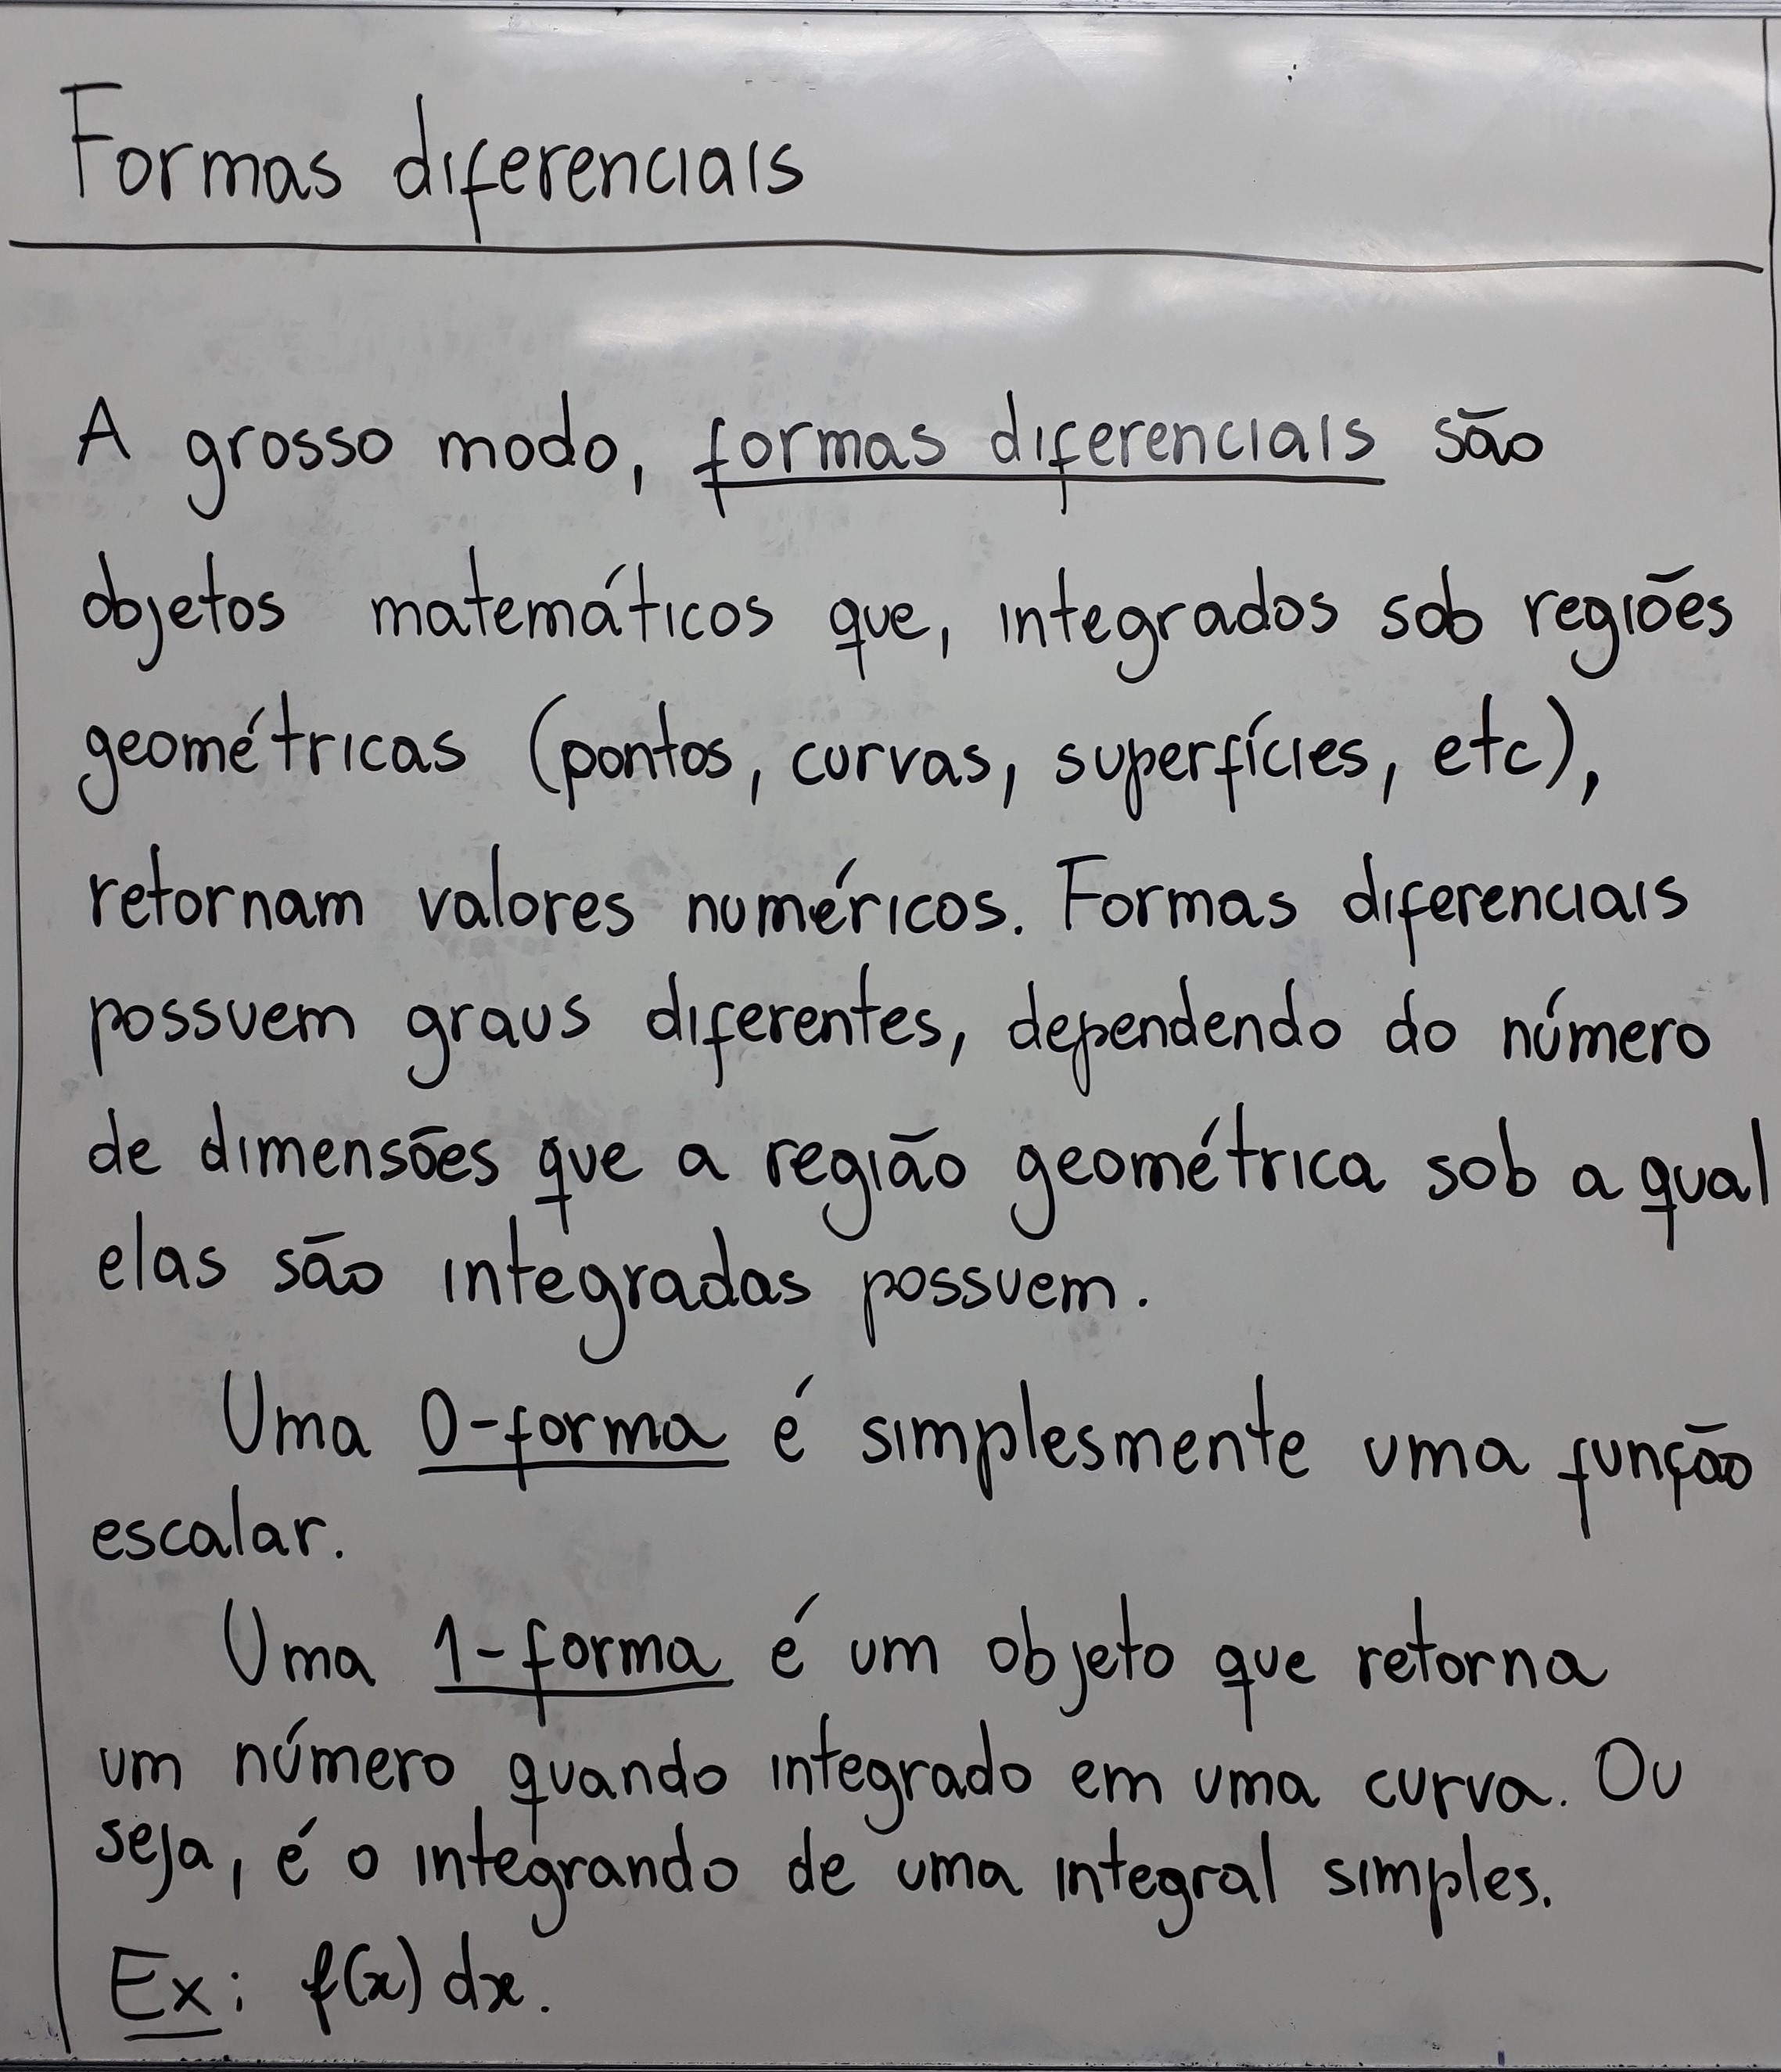 Formas diferenciais
A grosso modo, formas diferenciais são
objetos matemáticos que, integrados sob regiões
geométricas (pontos, curvas, superfícies, etc),
retornam valores numéricos. Formas diferenciais
possuem graus diferentes, dependendo do número
de dimensões que a região geométrica sob a qual
elas são integradas possuem.
Uma 0-forma é simplesmente uma função
escalar.
Uma 1-forma é um objeto que retorna
um número quando integrado em uma curva. Ou
seja, é o integrando de uma integral simples.
Ex: f(x) dx.